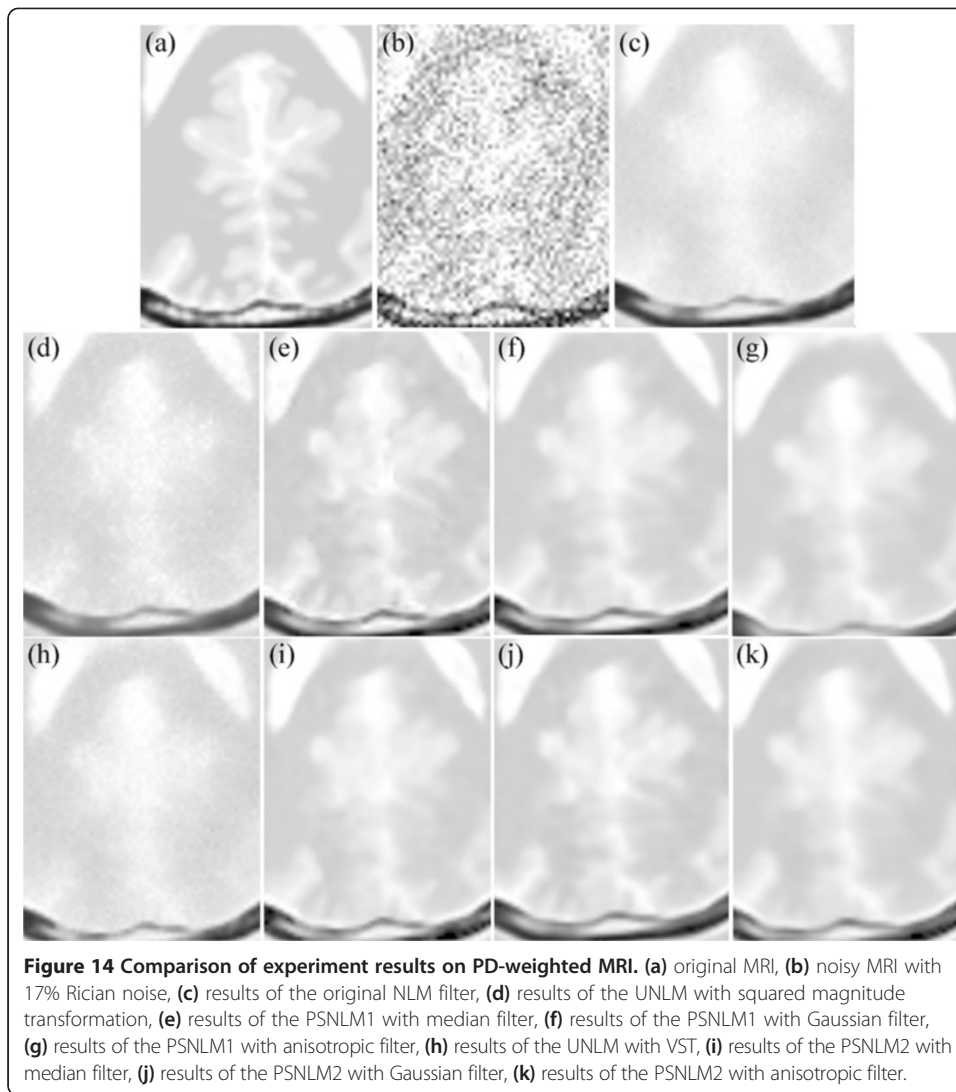 (a) (b) (c)
(d) (e) (f) (g)
(h) (i) (j) (k)
Figure 14 Comparison of experiment results on PD-weighted MRI. (a) original MRI, (b) noisy MRI with
17% Rician noise, (c) results of the original NLM filter, (d) results of the UNLM with squared magnitude
transformation, (e) results of the PSNLM1 with median filter, (f) results of the PSNLM1 with Gaussian filter,
(g) results of the PSNLM1 with anisotropic filter, (h) results of the UNLM with VST, (i) results of the PSNLM2 with
median filter, (j) results of the PSNLM2 with Gaussian filter, (k) results of the PSNLM2 with anisotropic filter.